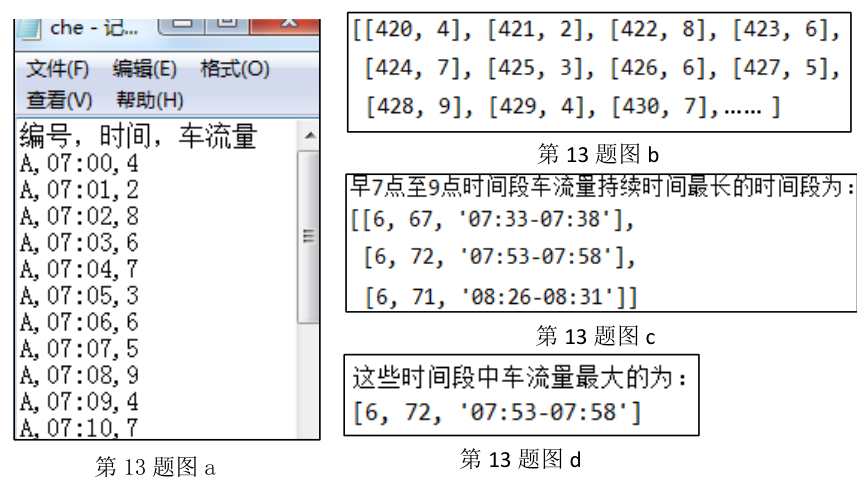 che - 记...
文件(F) 编辑(E) 格式(O)
查看(V) 帮助(H)
编号, 时间, 车流量
A,07:00,4
A,07:01,2
A,07:02,8
A,07:03,6
A,07:04,7
A,07:05,3
A,07:06,6
A,07:07,5
A,07:08,9
A,07:09,4
A,07:10,7
第 13 题图 a
[[420, 4], [421, 2], [422, 8], [423, 6],
[424, 7], [425, 3], [426, 6], [427, 5],
[428, 9], [429, 4], [430, 7],…… ]
第 13 题图 b
早7点至9点时间段车流量持续时间最长的时间段为:
[[6, 67, '07:33-07:38'],
[6, 72, '07:53-07:58'],
[6, 71, '08:26-08:31']]
第 13 题图 c
这些时间段中车流量最大的为:
[6, 72, '07:53-07:58']
第 13 题图 d